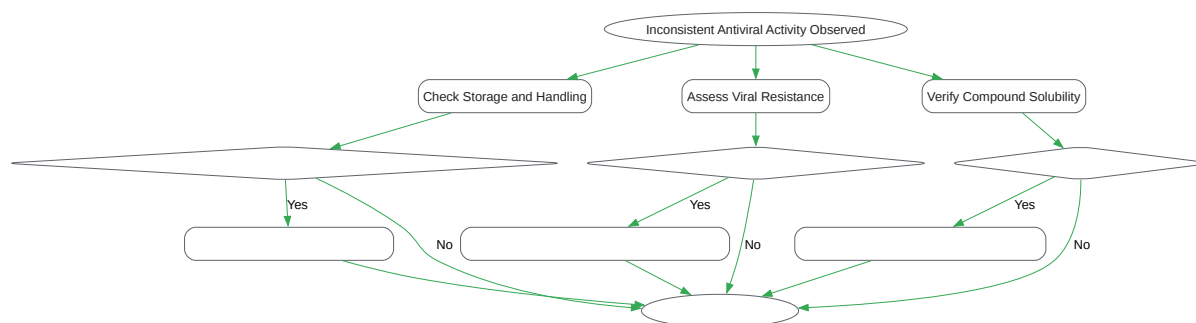 Inconsistent Antiviral Activity Observed
Check Storage and Handling
Assess Viral Resistance
Verify Compound Solubility
Yes
Yes
Yes
No
No
No